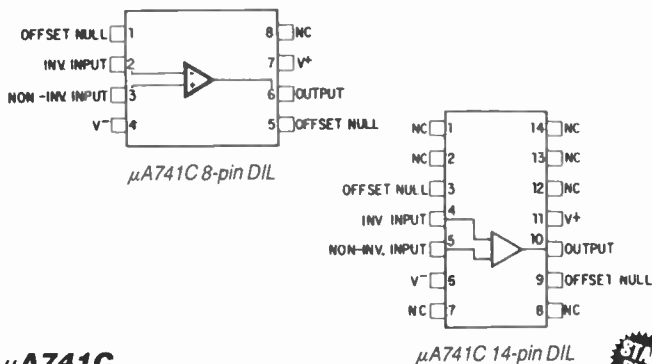 OFFSET NULL 1 8 NC
INV. INPUT 2 7 V+
-
+
NON-INV. INPUT 3 6 OUTPUT
V- 4 5 OFFSET NULL
μA741C 8-pin DIL
NC 1 14 NC
NC 2 13 NC
OFFSET NULL 3 12 NC
INV INPUT 4 11 V+
NON-INV. INPUT 5 10 OUTPUT
V- 6 9 OFFSET NULL
NC 7 8 NC
μA741C 14-pin DIL
μA741C